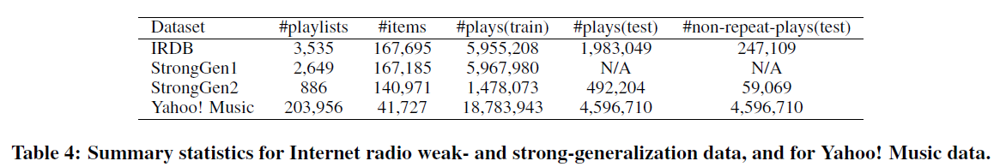 Dataset #playlists #items #plays(train) #plays(test) #non-repeat-plays(test)
IRDB 3,535 167,695 5,955,208 1,983,049 247,109
StrongGen1 2,649 167,185 5,967,980 N/A N/A
StrongGen2 886 140,971 1,478,073 492,204 59,069
Yahoo! Music 203,956 41,727 18,783,943 4,596,710 4,596,710
Table 4: Summary statistics for Internet radio weak- and strong-generalization data, and for Yahoo! Music data.